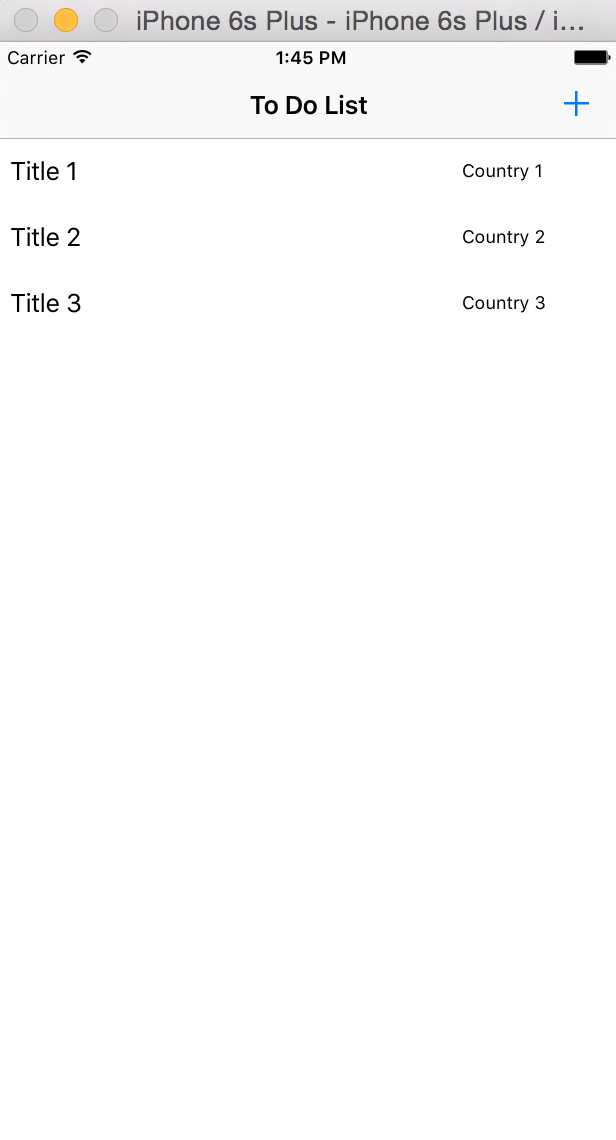 iPhone 6s Plus - iPhone 6s Plus / i...
Carrier 1:45 PM
To Do List +
Title 1 Country 1
Title 2 Country 2
Title 3 Country 3